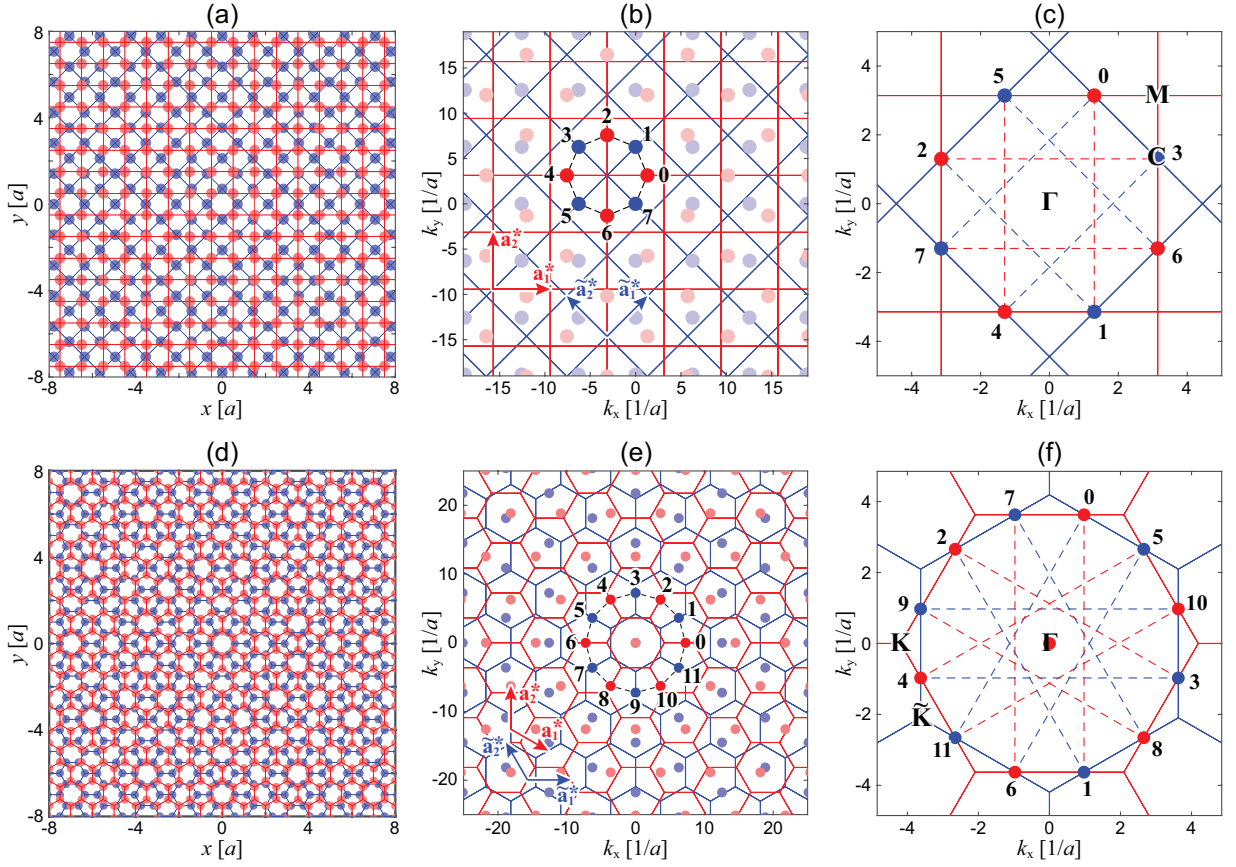 (a)
8
4
0
-4
-8
-8 -4 0 4 8
y [a]
x [a]
(b)
15
10
5
0
-5
-10
-15
-15 -10 -5 0 5 10 15
k_y [1/a]
k_x [1/a]
2
3 1
4 0
5 7
6
a₂*
a₁*
ã₂* ã₁*
(c)
4
2
0
-2
-4
-4 -2 0 2 4
k_y [1/a]
k_x [1/a]
5 0
M
2 C 3
Γ
7 6
4 1
(d)
8
4
0
-4
-8
-8 -4 0 4 8
y [a]
x [a]
(e)
20
10
0
-10
-20
-20 -10 0 10 20
k_y [1/a]
k_x [1/a]
3
4 2
5 1
6 0
7 11
8 10
9
a₂*
a₁*
ã₂*
ã₁*
(f)
4
2
0
-2
-4
-4 -2 0 2 4
k_y [1/a]
k_x [1/a]
7 0
2 5
9 10
K Γ
4 3
K̃
11 8
6 1